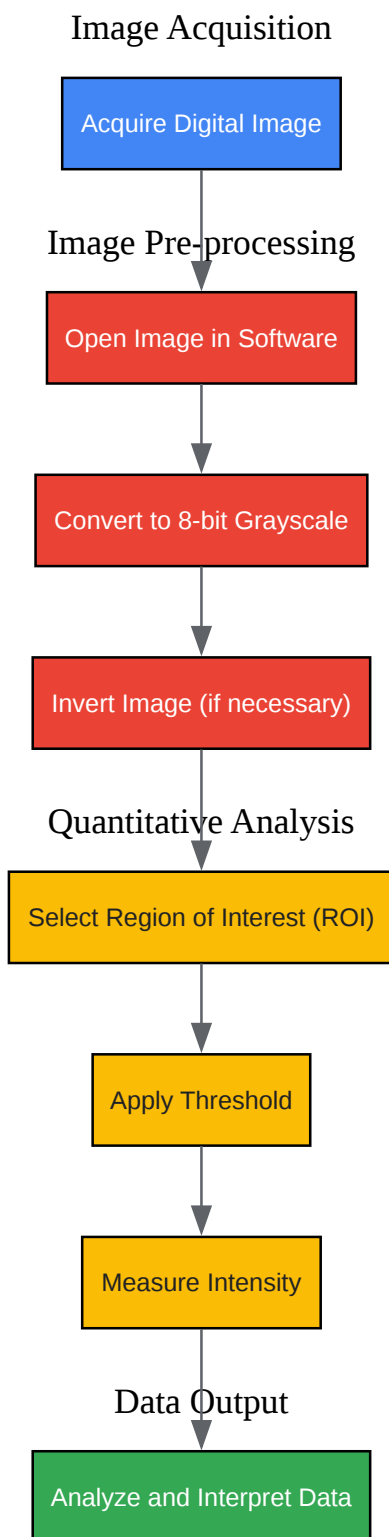 Image Acquisition
Acquire Digital Image
Image Pre-processing
Open Image in Software
Convert to 8-bit Grayscale
Invert Image (if necessary)
Quantitative Analysis
Select Region of Interest (ROI)
Apply Threshold
Measure Intensity
Data Output
Analyze and Interpret Data